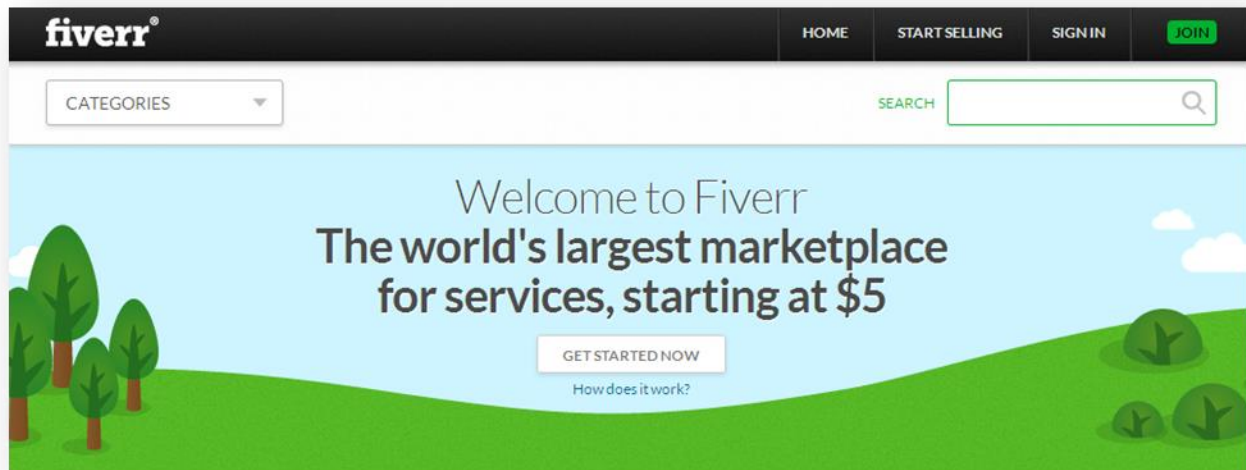 fiverr®
HOME START SELLING SIGN IN JOIN
CATEGORIES SEARCH
Welcome to Fiverr
The world's largest marketplace
for services, starting at $5
GET STARTED NOW
How does it work?